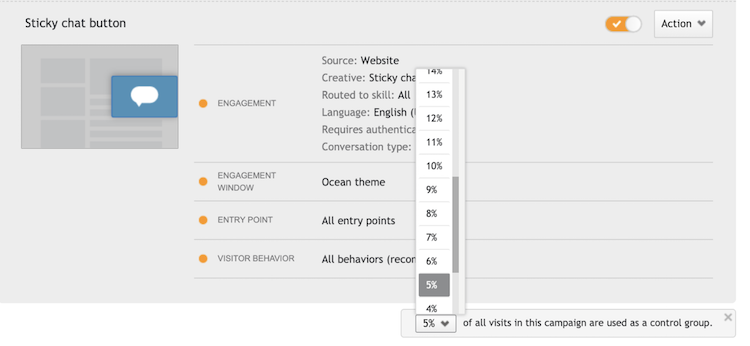 Sticky chat button
Action
ENGAGEMENT
Source: Website
Creative: Sticky cha
Routed to skill: All
Language: English (
Requires authentica
Conversation type:
ENGAGEMENT
WINDOW
Ocean theme
ENTRY POINT
All entry points
VISITOR BEHAVIOR
All behaviors (recom
14%
13%
12%
11%
10%
9%
8%
7%
6%
5%
4%
5% of all visits in this campaign are used as a control group.